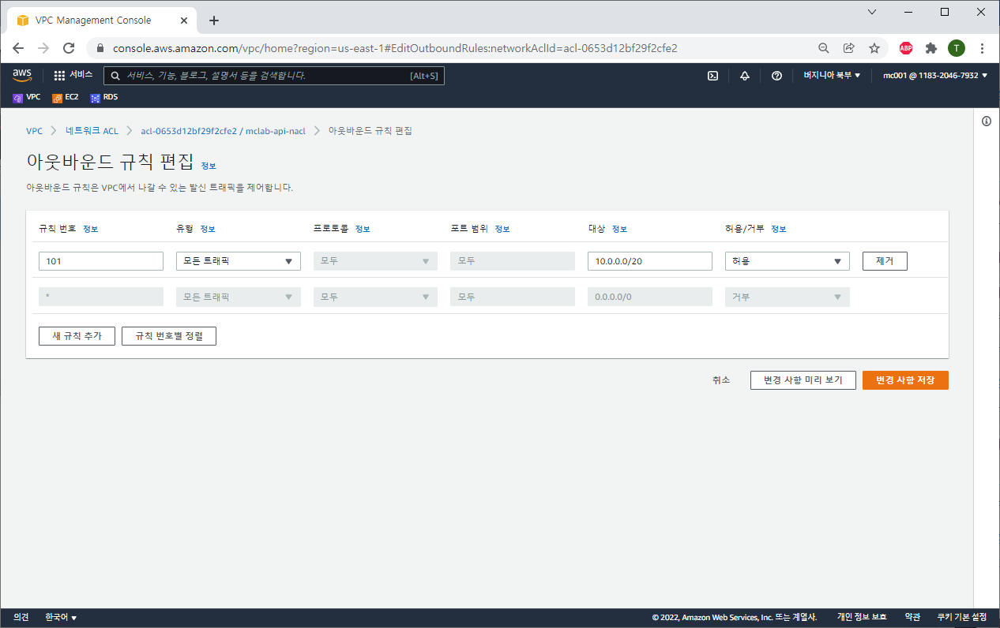 VPC Management Console
console.aws.amazon.com/vpc/home?region=us-east-1#EditOutboundRules:networkAclId=acl-0653d12bf29f2cfe2
ABP
T
aws
서비스
서비스, 기능, 블로그, 설명서 등을 검색합니다.
[Alt+S]
버지니아 북부
mc001 @ 1183-2046-7932
VPC EC2 RDS
VPC > 네트워크 ACL > acl-0653d12bf29f2cfe2 / mclab-api-nacl > 아웃바운드 규칙 편집
아웃바운드 규칙 편집 정보
아웃바운드 규칙은 VPC에서 나갈 수 있는 발신 트래픽을 제어합니다.
규칙 번호 정보 유형 정보 프로토콜 정보 포트 범위 정보 대상 정보 허용/거부 정보
101 모든 트래픽 모두 모두 10.0.0.0/20 허용 제거
* 모든 트래픽 모두 모두 0.0.0.0/0 거부
새 규칙 추가 규칙 번호별 정렬
취소 변경 사항 미리 보기 변경 사항 저장
의견 한국어 © 2022, Amazon Web Services, Inc. 또는 계열사. 개인 정보 보호 약관 쿠키 기본 설정